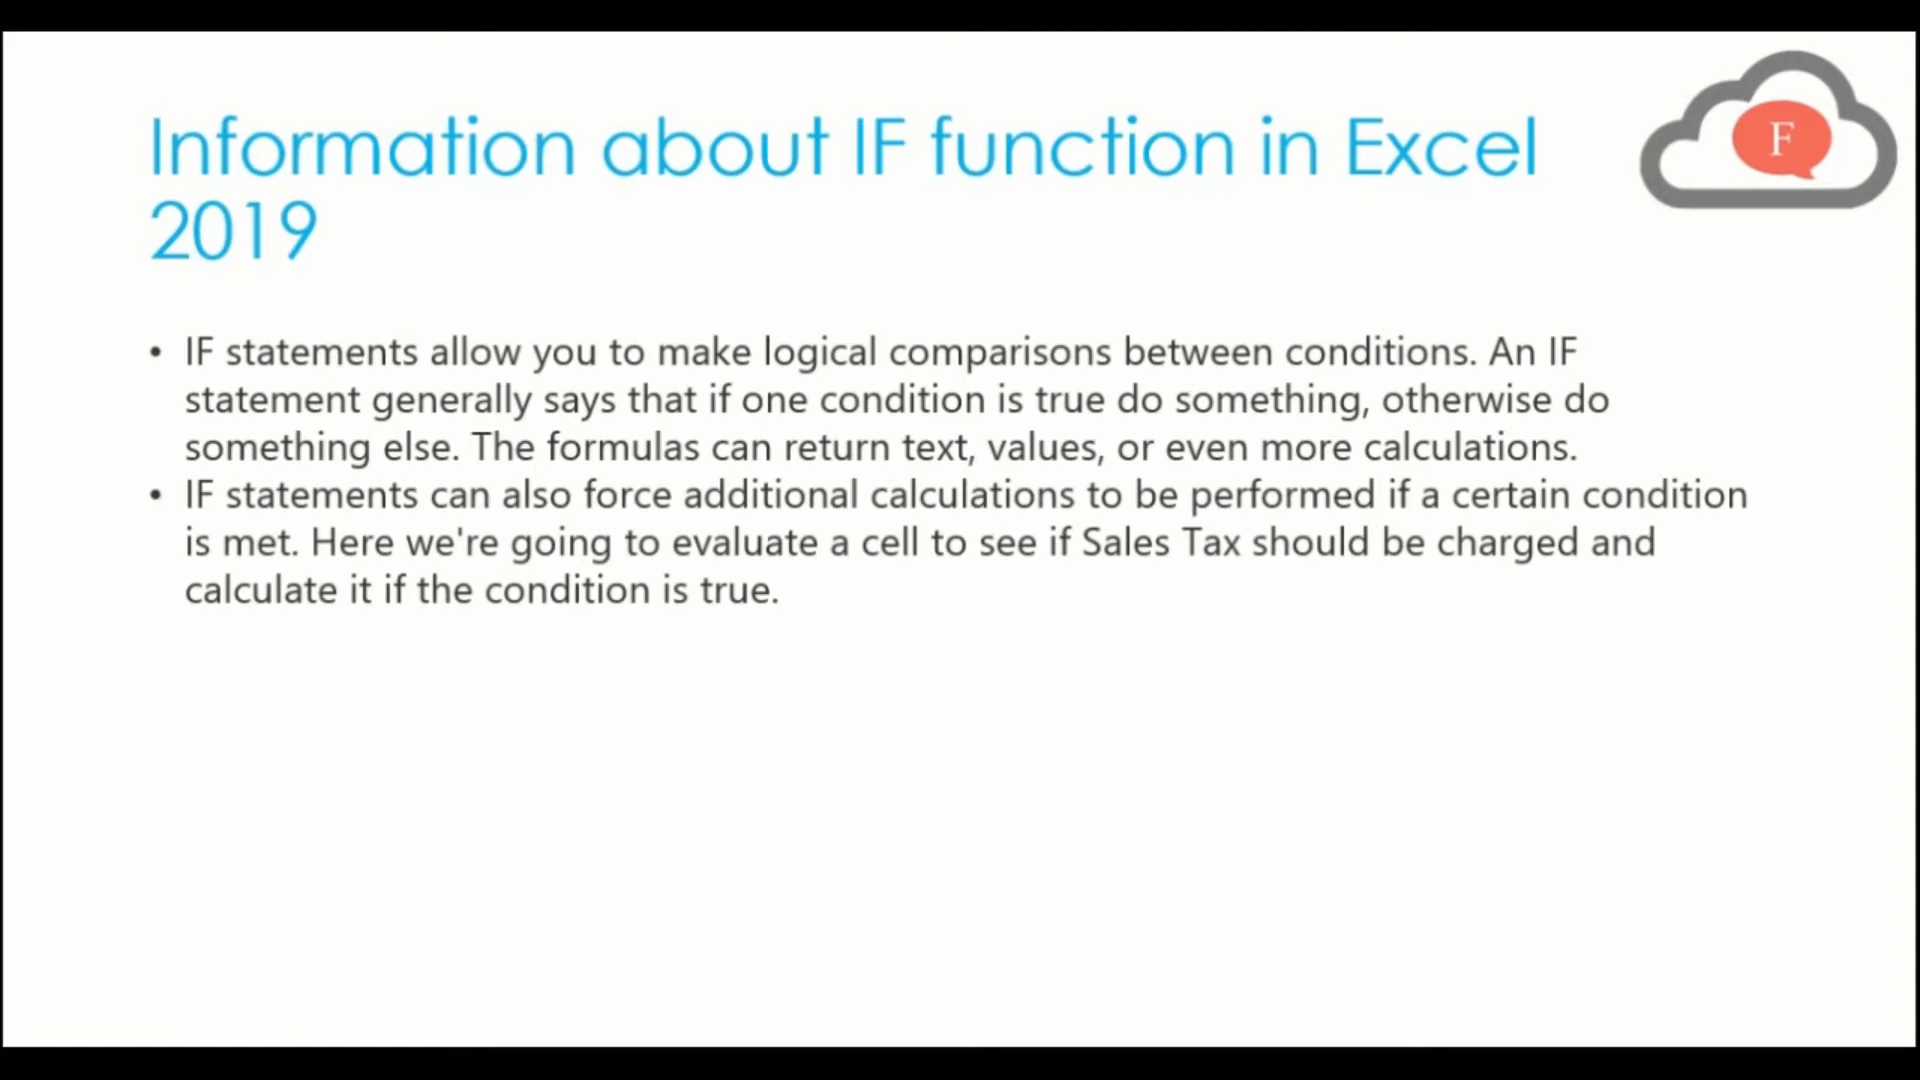 Information about IF function in Excel
2019
F
• IF statements allow you to make logical comparisons between conditions. An IF
statement generally says that if one condition is true do something, otherwise do
something else. The formulas can return text, values, or even more calculations.
• IF statements can also force additional calculations to be performed if a certain condition
is met. Here we're going to evaluate a cell to see if Sales Tax should be charged and
calculate it if the condition is true.